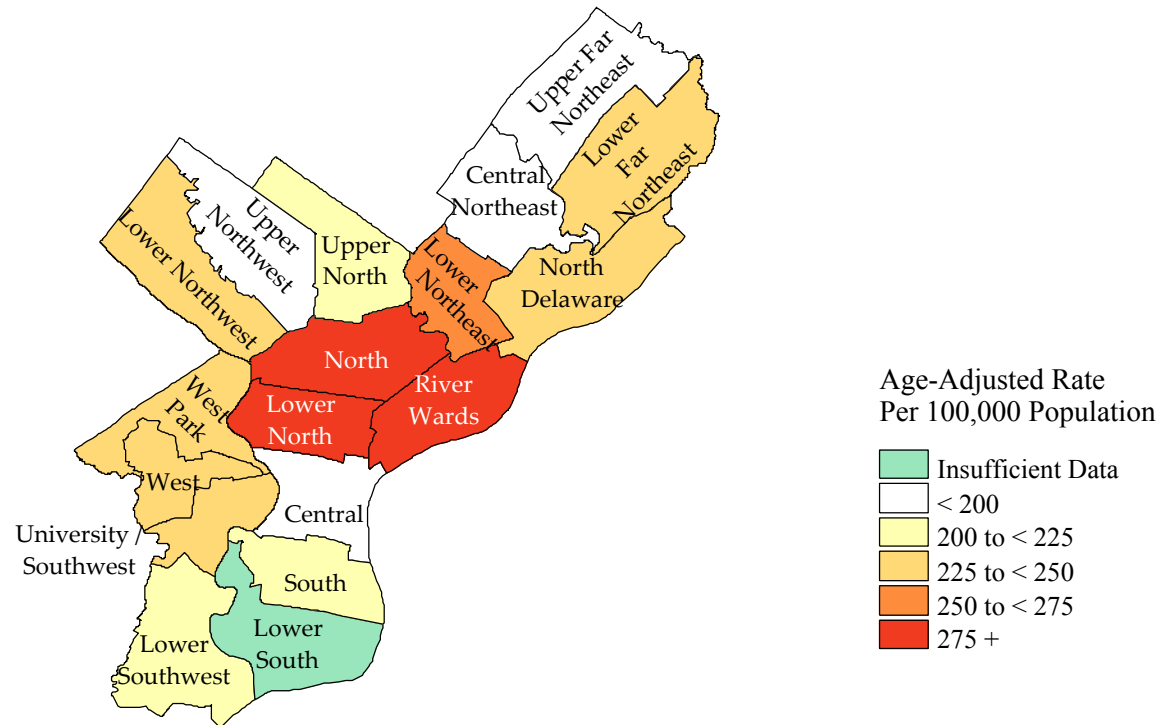 Upper Far
Northeast
Lower
Far
Northeast
Central
Northeast
Upper
Northwest
Lower Northwest
Upper
North
Lower
Northeast
North
Delaware
North
River
Wards
Lower
North
West
Park
West
University /
Southwest
Central
South
Lower
South
Lower
Southwest
Age-Adjusted Rate
Per 100,000 Population
Insufficient Data
< 200
200 to < 225
225 to < 250
250 to < 275
275 +